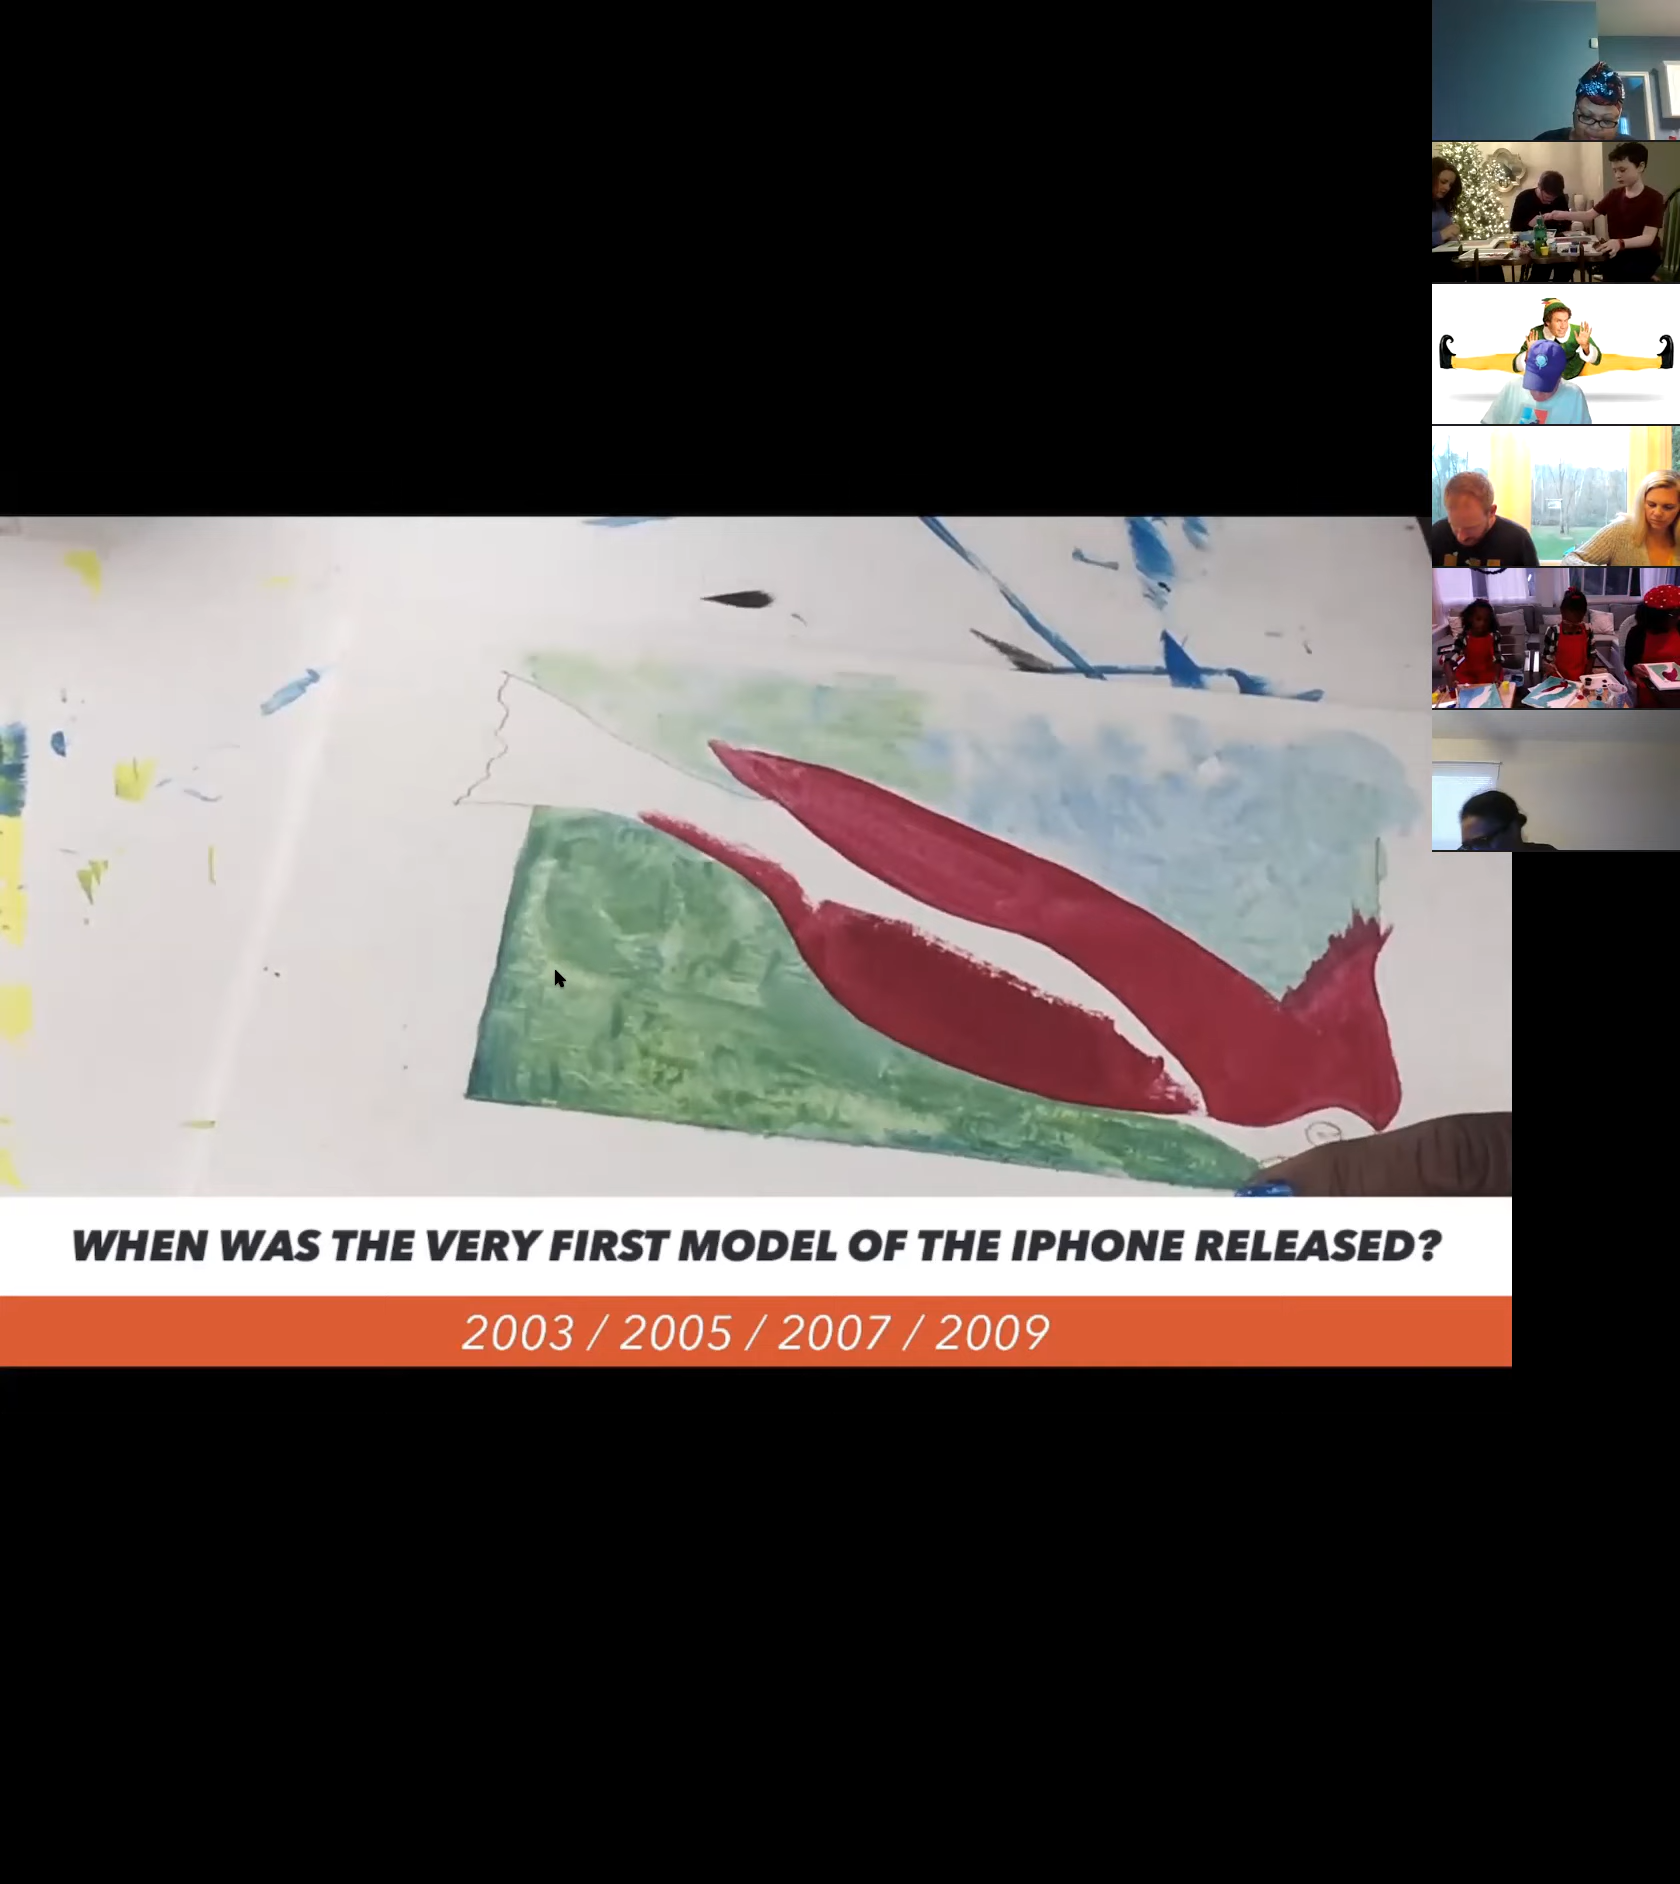 WHEN WAS THE VERY FIRST MODEL OF THE IPHONE RELEASED?
2003 / 2005 / 2007 / 2009